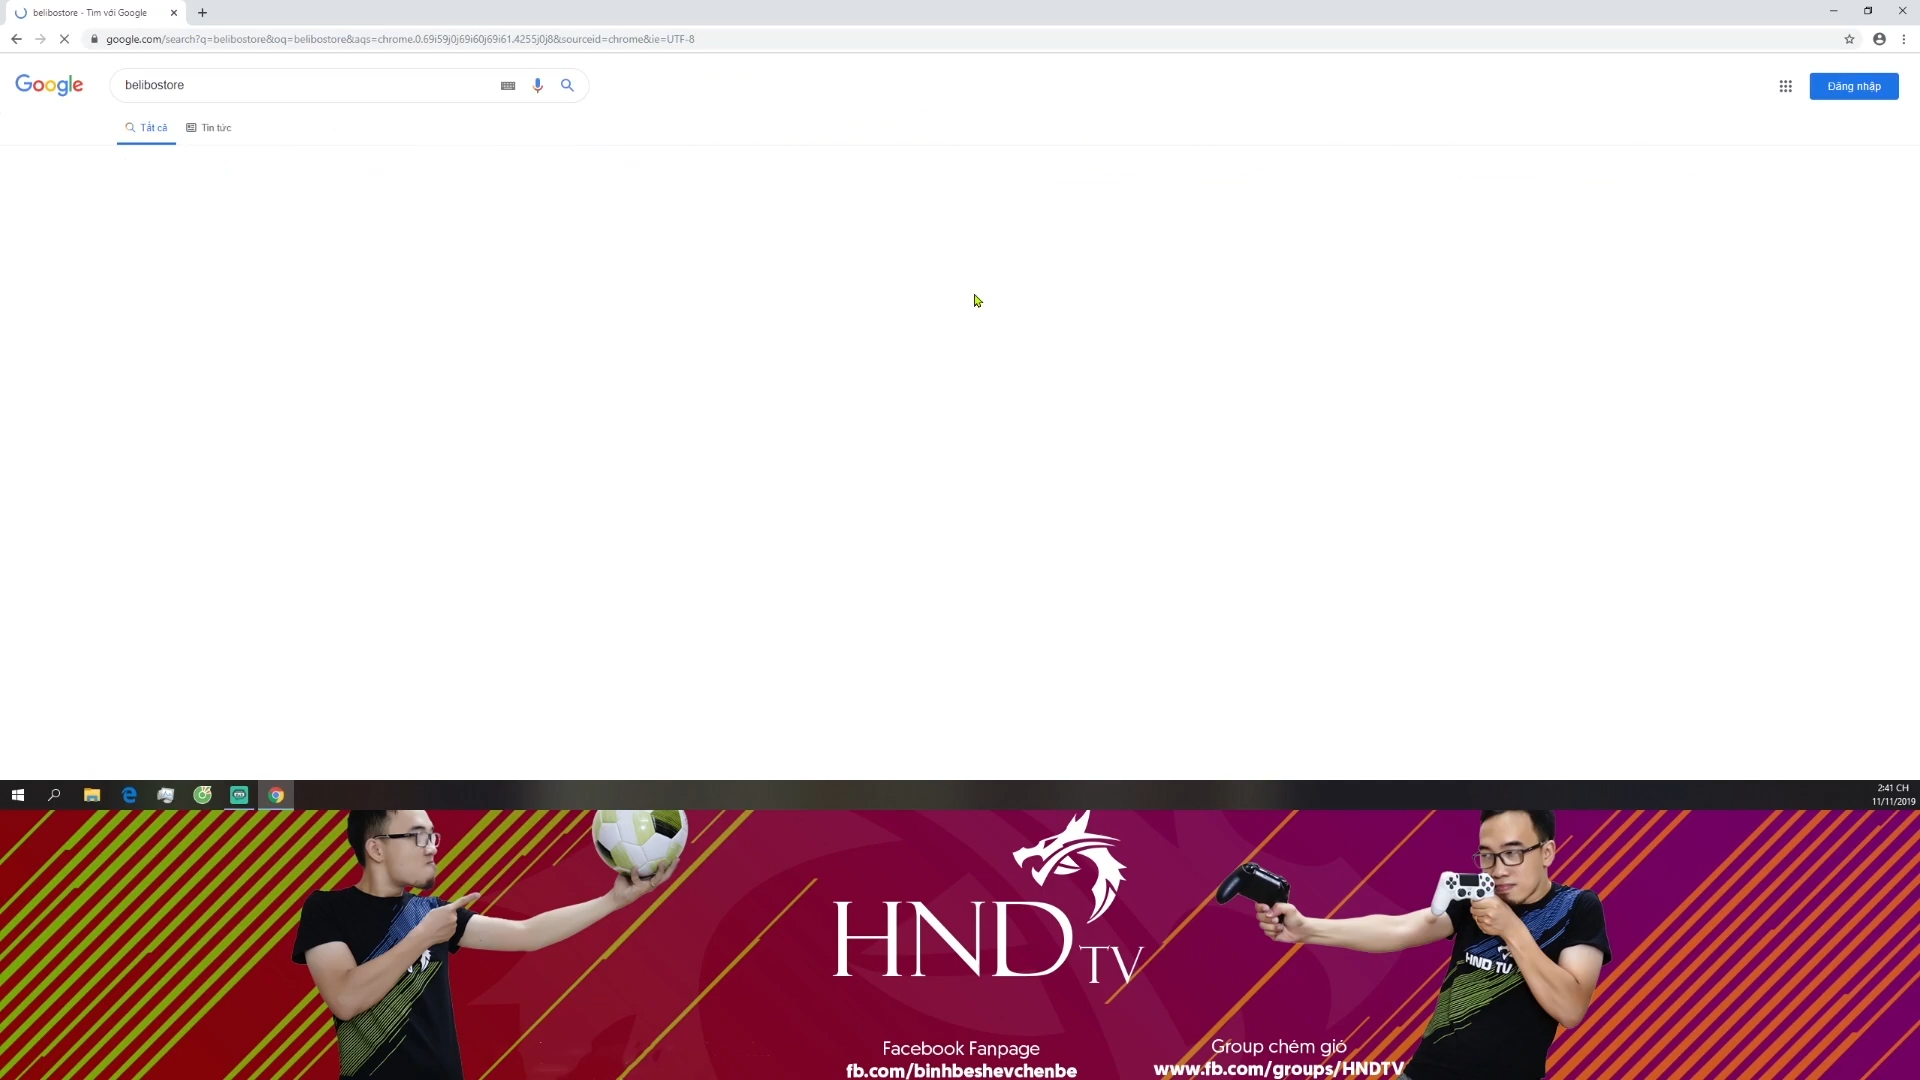 belibostore - Tìm với Google
google.com/search?q=belibostore&oq=belibostore&aqs=chrome.0.69i59j0j69i60j69i61.4255j0j8&sourceid=chrome&ie=UTF-8
Google
belibostore
Đăng nhập
Tất cả
Tin tức
2:41 CH
11/11/2019
HND TV
HND TV
Facebook Fanpage
fb.com/binhbeshevchenbe
Group chém gió
www.fb.com/groups/HNDTV